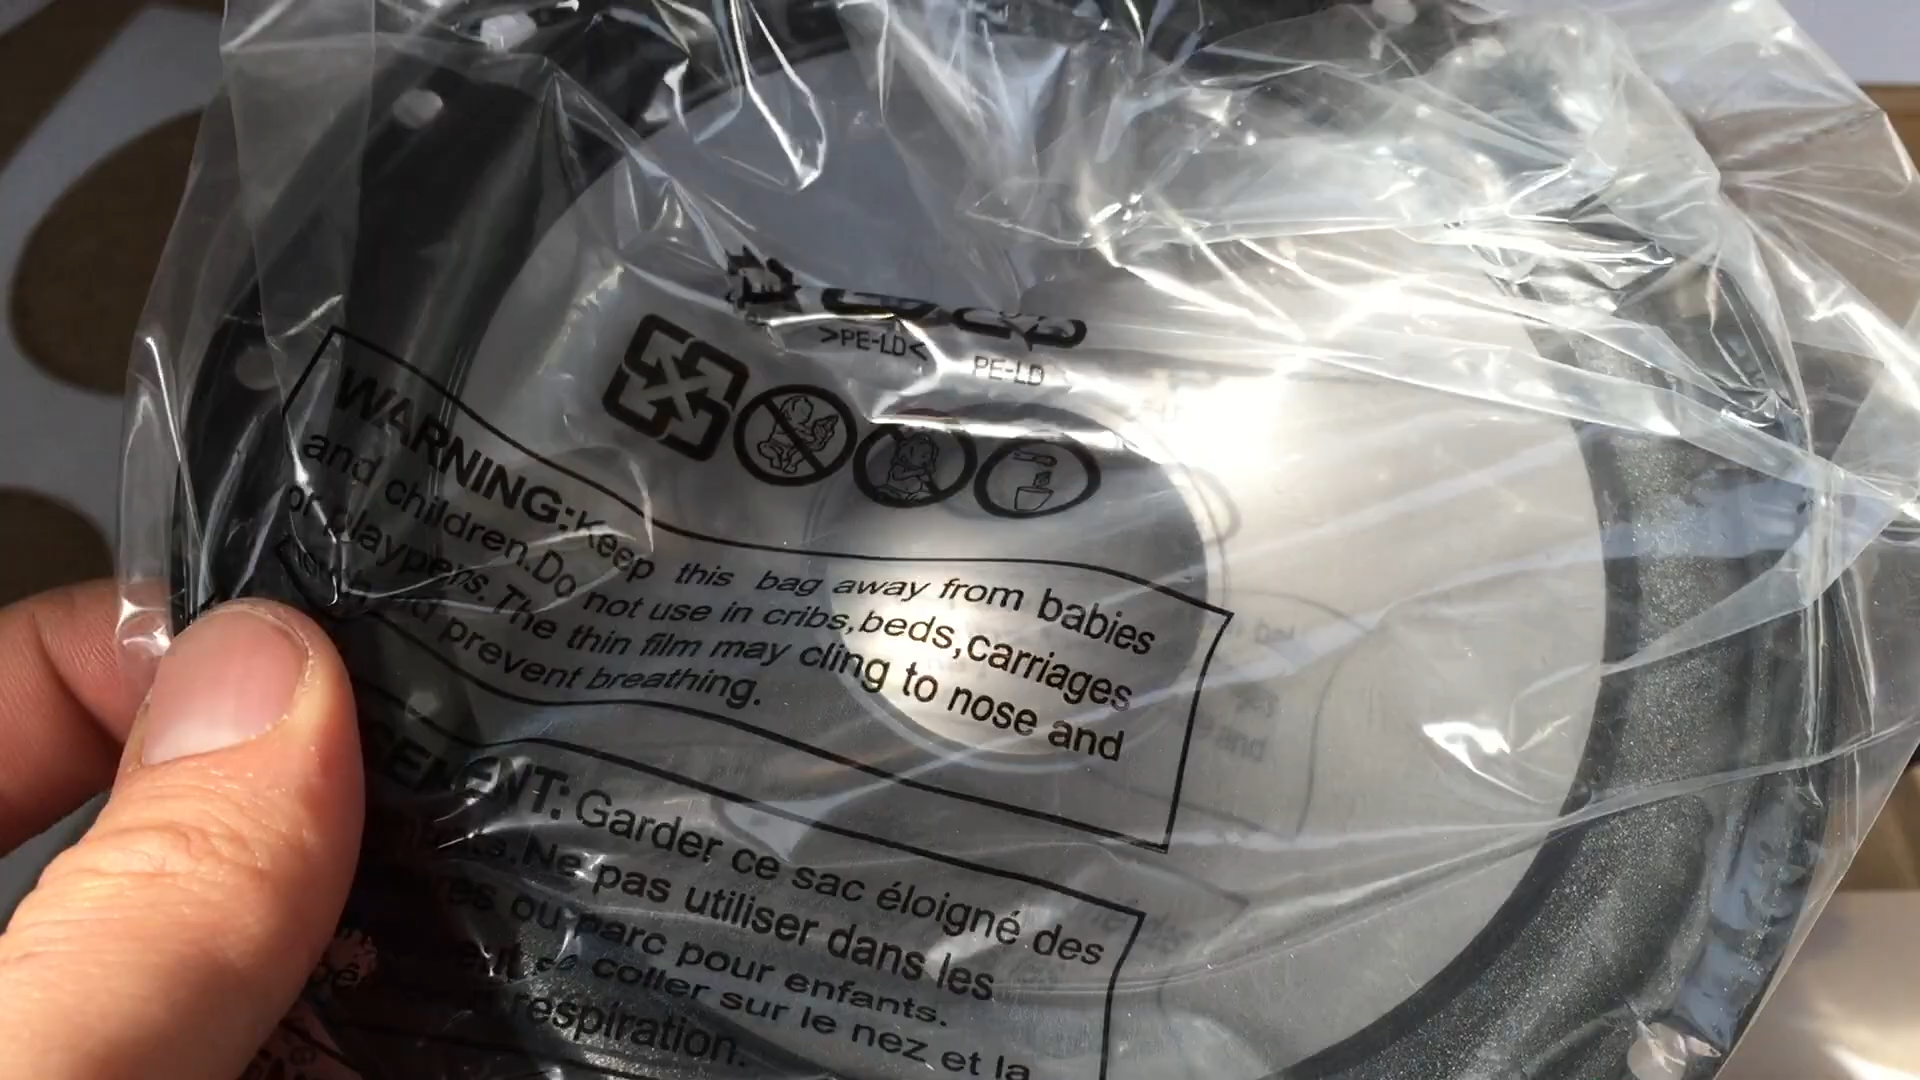 >PE-LD<
PE-LD
WARNING:Keep this bag away from babies
and children.Do not use in cribs,beds,carriages
or playpens. The thin film may cling to nose and
prevent breathing.
Garder ce sac éloigné des
Ne pas utiliser dans les
ou parc pour enfants.
coller sur le nez et la
respiration.